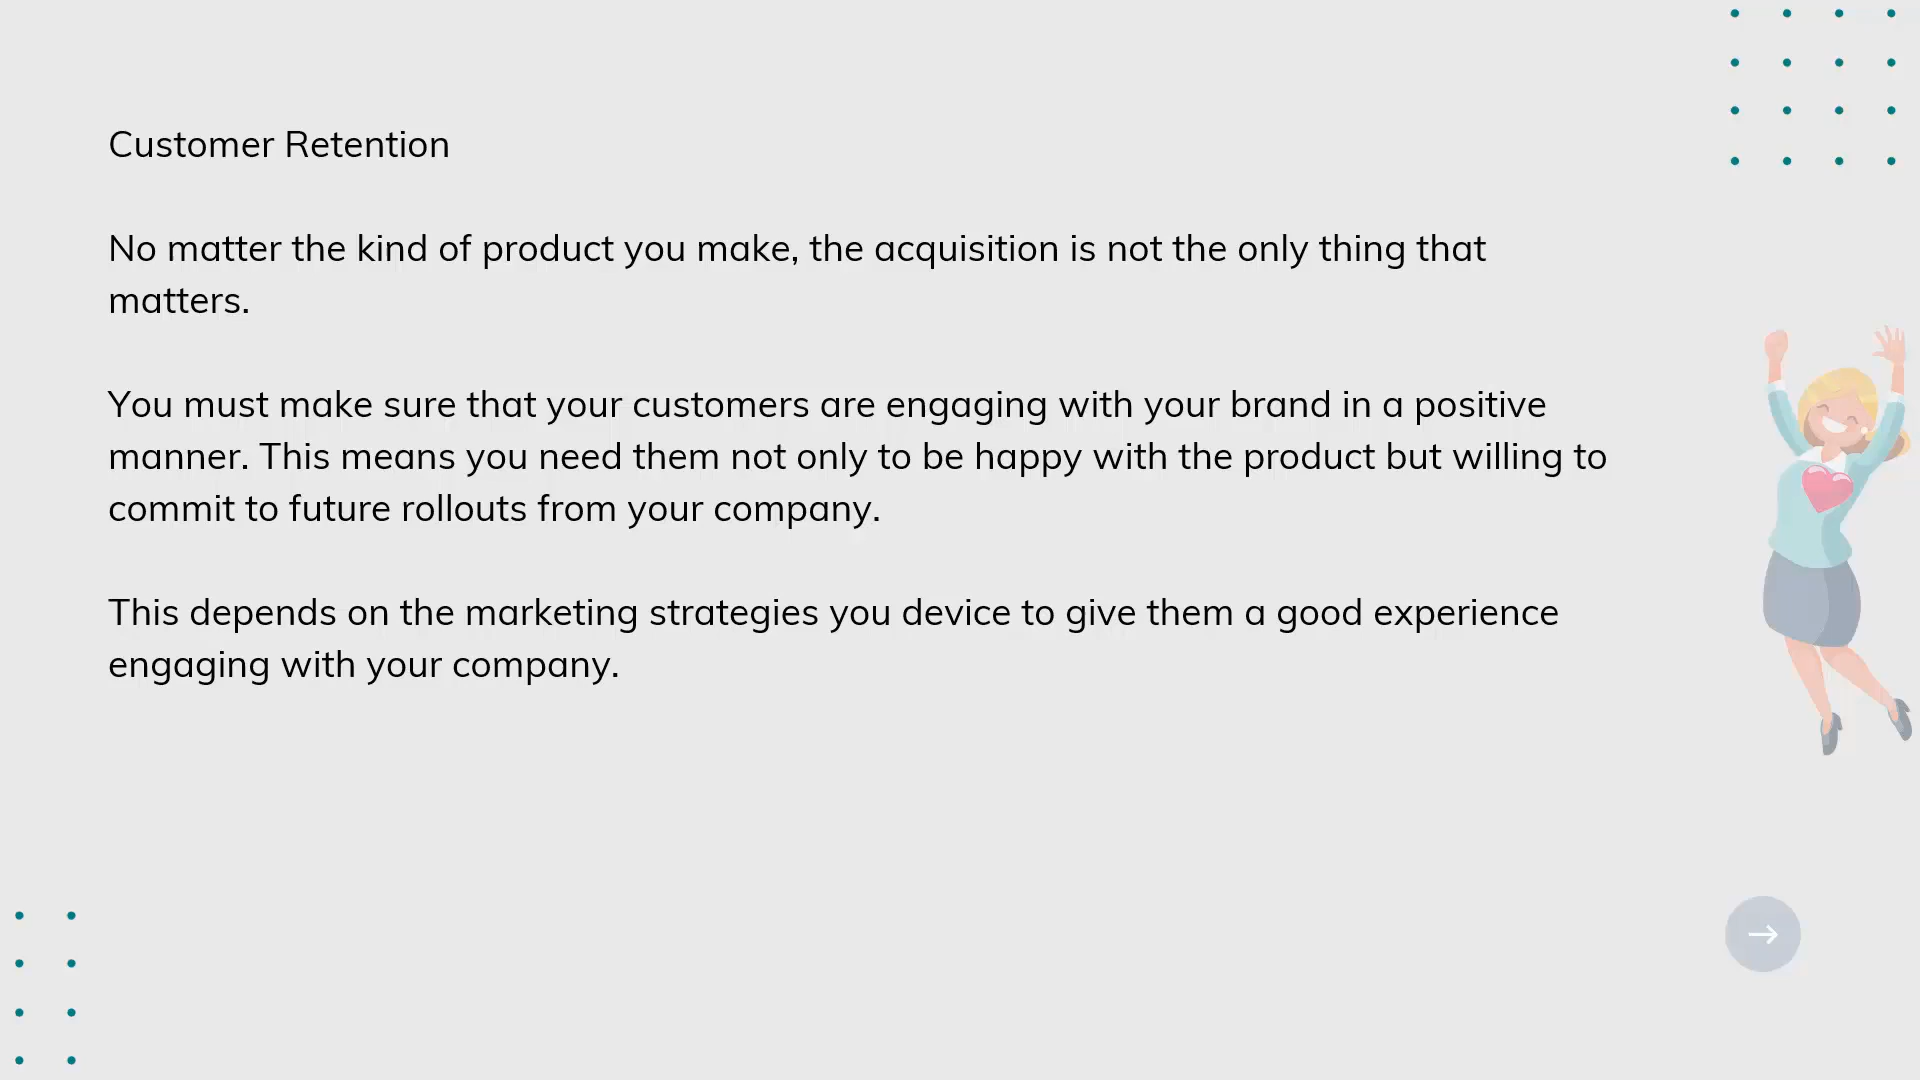 Customer Retention
No matter the kind of product you make, the acquisition is not the only thing that
matters.
You must make sure that your customers are engaging with your brand in a positive
manner. This means you need them not only to be happy with the product but willing to
commit to future rollouts from your company.
This depends on the marketing strategies you device to give them a good experience
engaging with your company.